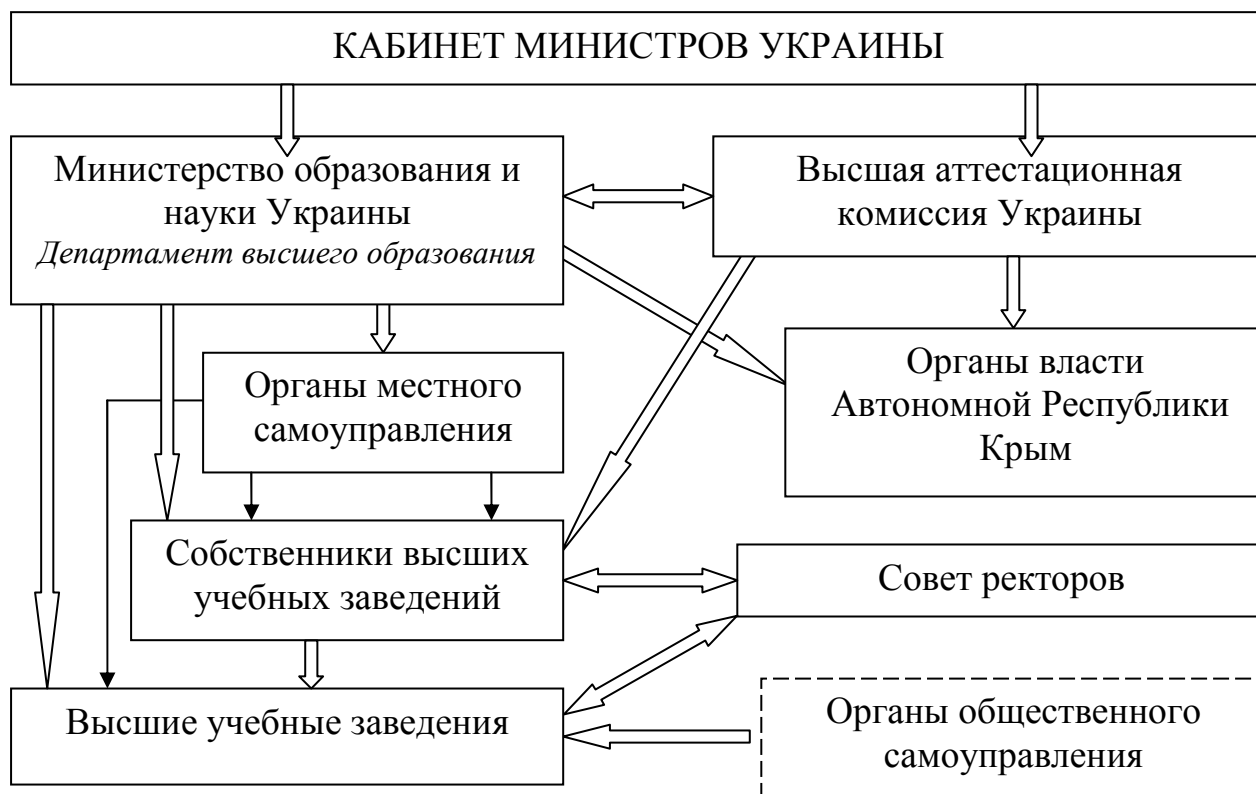 КАБИНЕТ МИНИСТРОВ УКРАИНЫ
Министерство образования и
науки Украины
Департамент высшего образования
Высшая аттестационная
комиссия Украины
Органы местного
самоуправления
Органы власти
Автономной Республики
Крым
Собственники высших
учебных заведений
Совет ректоров
Высшие учебные заведения
Органы общественного
самоуправления